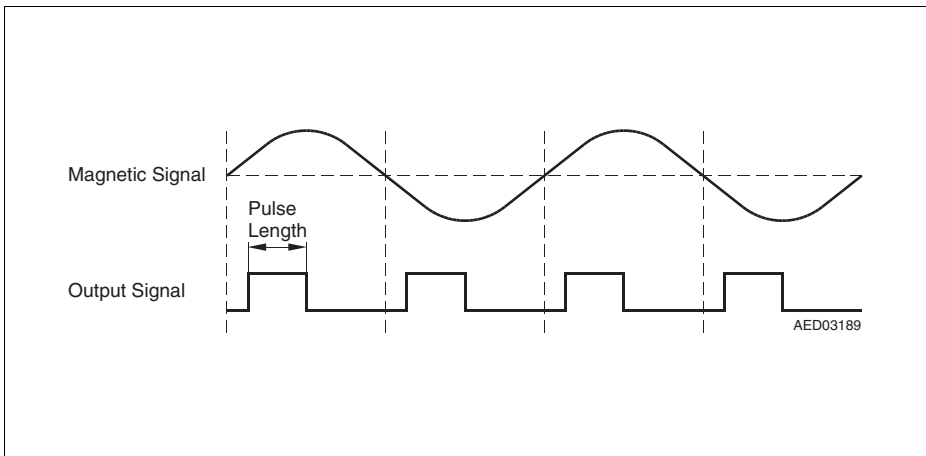 Magnetic Signal
Pulse
Length
Output Signal
AED03189